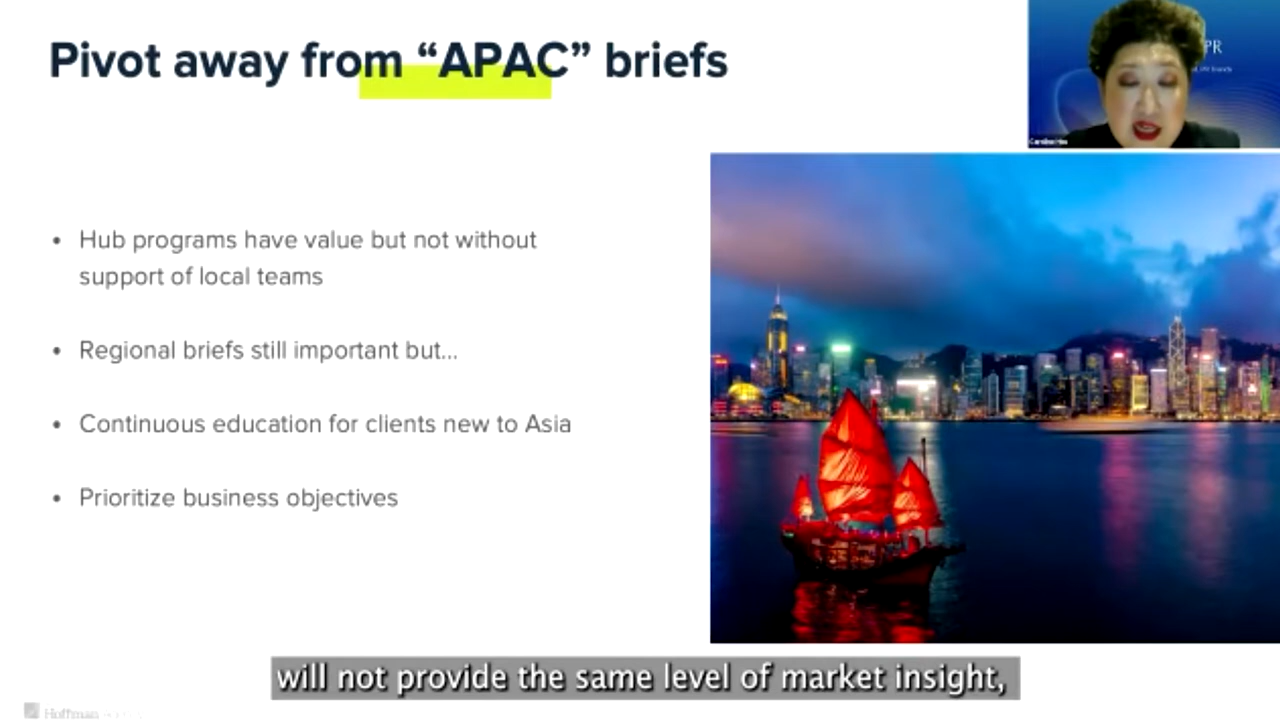 Pivot away from “APAC” briefs
PR
• Hub programs have value but not without
support of local teams
• Regional briefs still important but...
• Continuous education for clients new to Asia
• Prioritize business objectives
will not provide the same level of market insight,
Hoffman